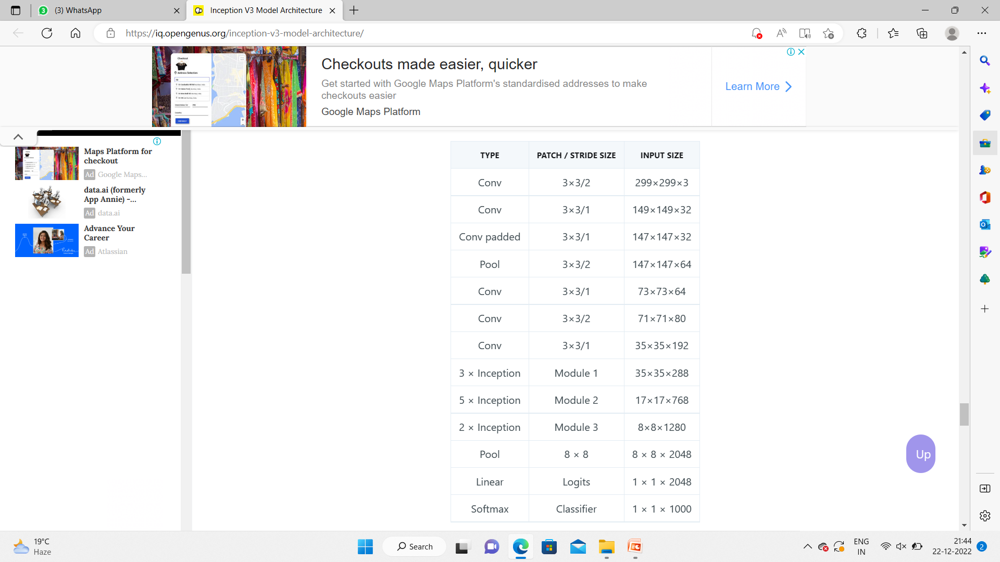 (3) WhatsApp
Inception V3 Model Architecture
https://iq.opengenus.org/inception-v3-model-architecture/
Checkout
Address Selection
CHECKOUT
Checkouts made easier, quicker
Get started with Google Maps Platform's standardised addresses to make
checkouts easier
Google Maps Platform
Learn More
Maps Platform for
checkout
Ad Google Maps...
data.ai (formerly
App Annie) -...
Ad data.ai
Advance Your
Career
Ad Atlassian
TYPE PATCH / STRIDE SIZE INPUT SIZE
Conv 3×3/2 299×299×3
Conv 3×3/1 149×149×32
Conv padded 3×3/1 147×147×32
Pool 3×3/2 147×147×64
Conv 3×3/1 73×73×64
Conv 3×3/2 71×71×80
Conv 3×3/1 35×35×192
3 × Inception Module 1 35×35×288
5 × Inception Module 2 17×17×768
2 × Inception Module 3 8×8×1280
Pool 8 × 8 8 × 8 × 2048
Linear Logits 1 × 1 × 2048
Softmax Classifier 1 × 1 × 1000
Up
19°C
Haze
Search
ENG
IN
21:44
22-12-2022
2